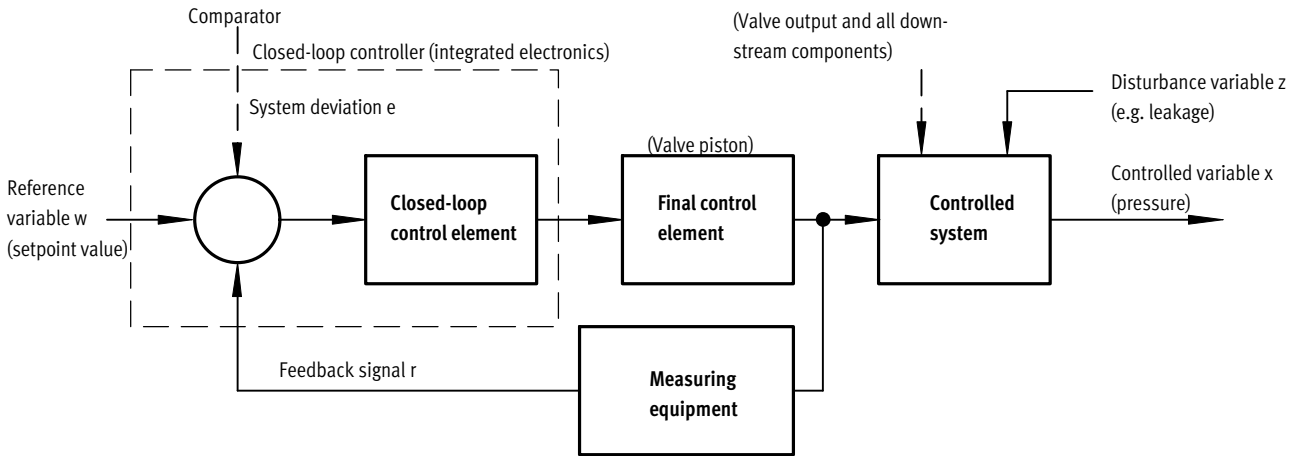 Comparator
Closed-loop controller (integrated electronics)
System deviation e
(Valve output and all down-
stream components)
Disturbance variable z
(e.g. leakage)
Reference
variable w
(setpoint value)
Closed-loop
control element
(Valve piston)
Final control
element
Controlled
system
Controlled variable x
(pressure)
Feedback signal r
Measuring
equipment